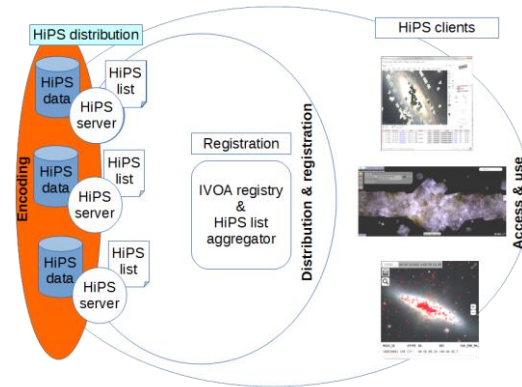 HiPS distribution
HiPS clients
HiPS
data
HiPS
list
HiPS
server
HiPS
data
HiPS
list
HiPS
server
HiPS
data
HiPS
list
HiPS
server
Encoding
Registration
IVOA registry
&
HiPS list
aggregator
Distribution & registration
Access & use